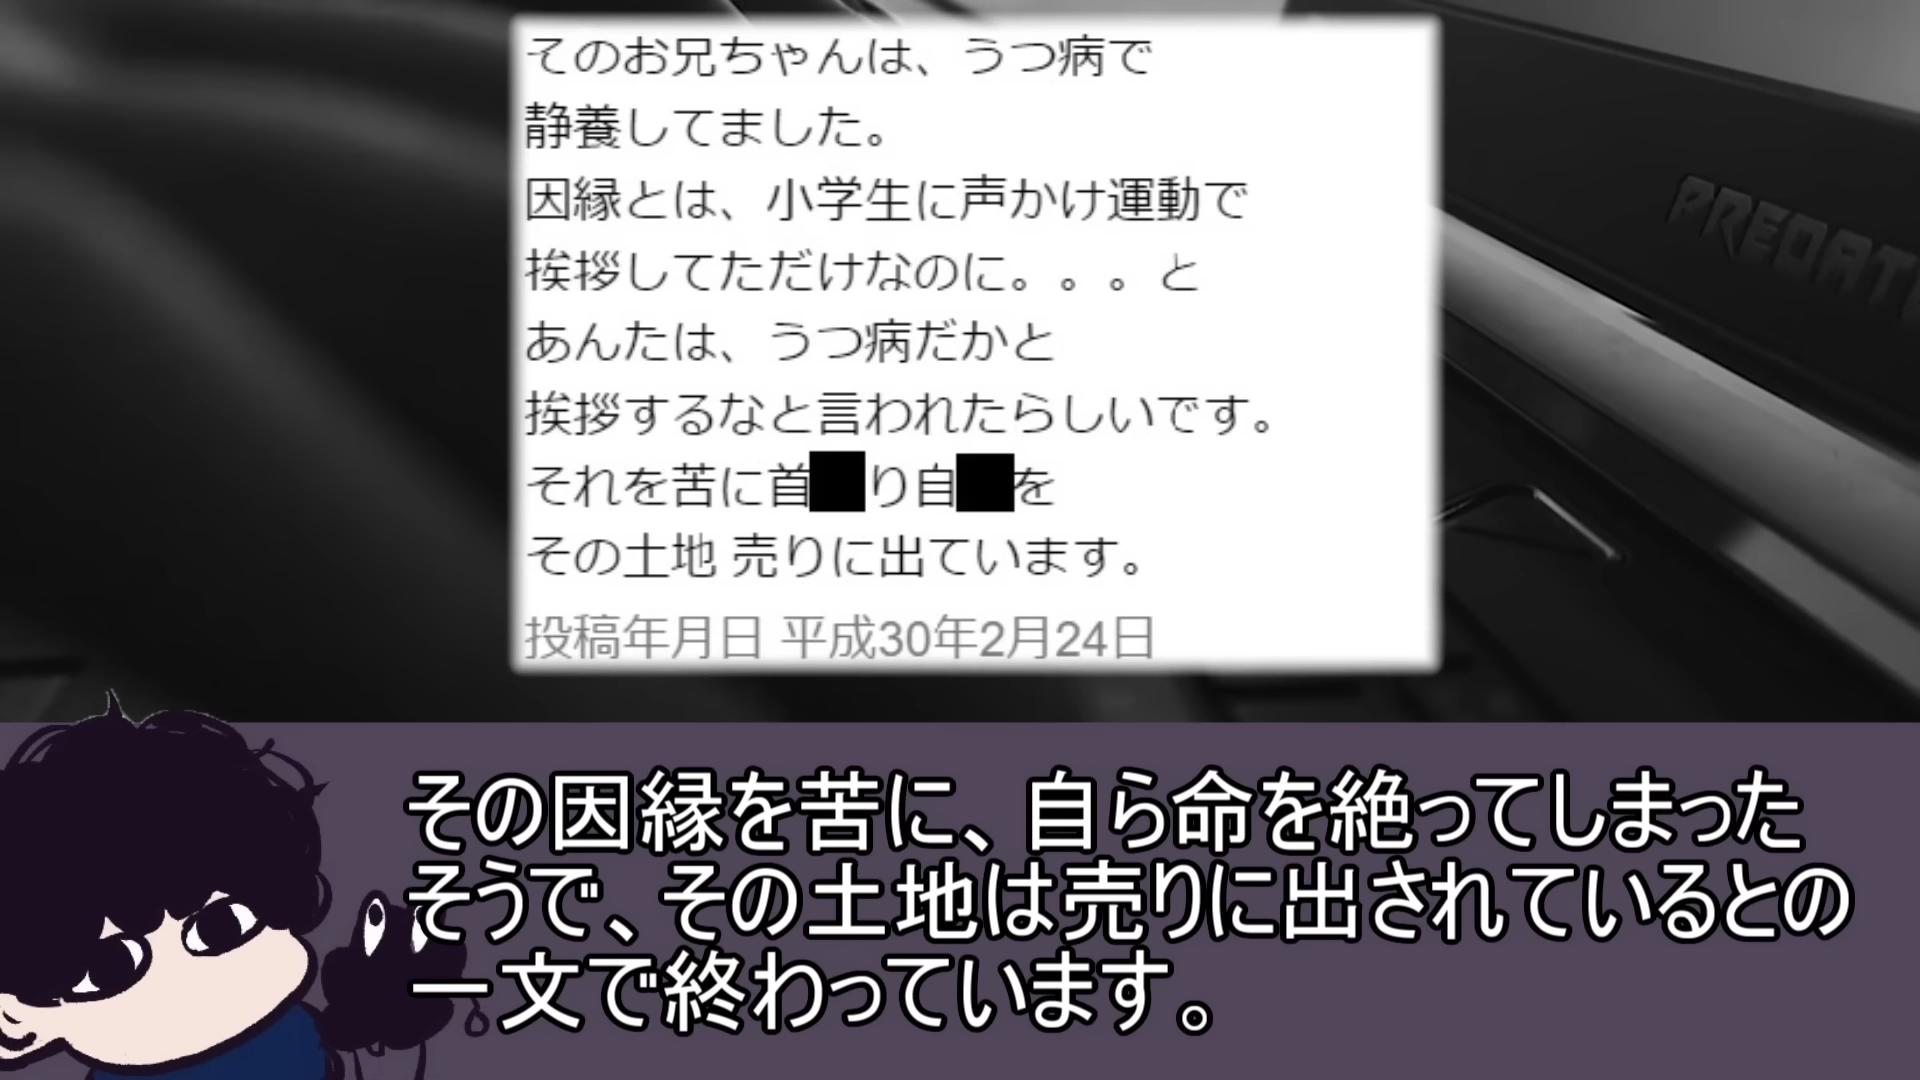 そのお兄ちゃんは、うつ病で
静養してました。
因縁とは、小学生に声かけ運動で
挨拶してただけなのに。。。と
あんたは、うつ病だかと
挨拶するなと言われたらしいです。
それを苦に首■り自■を
その土地 売りに出ています。
投稿年月日 平成30年2月24日
PREDAT
その因縁を苦に、自ら命を絶ってしまった
そうで、その土地は売りに出されているとの
一文で終わっています。